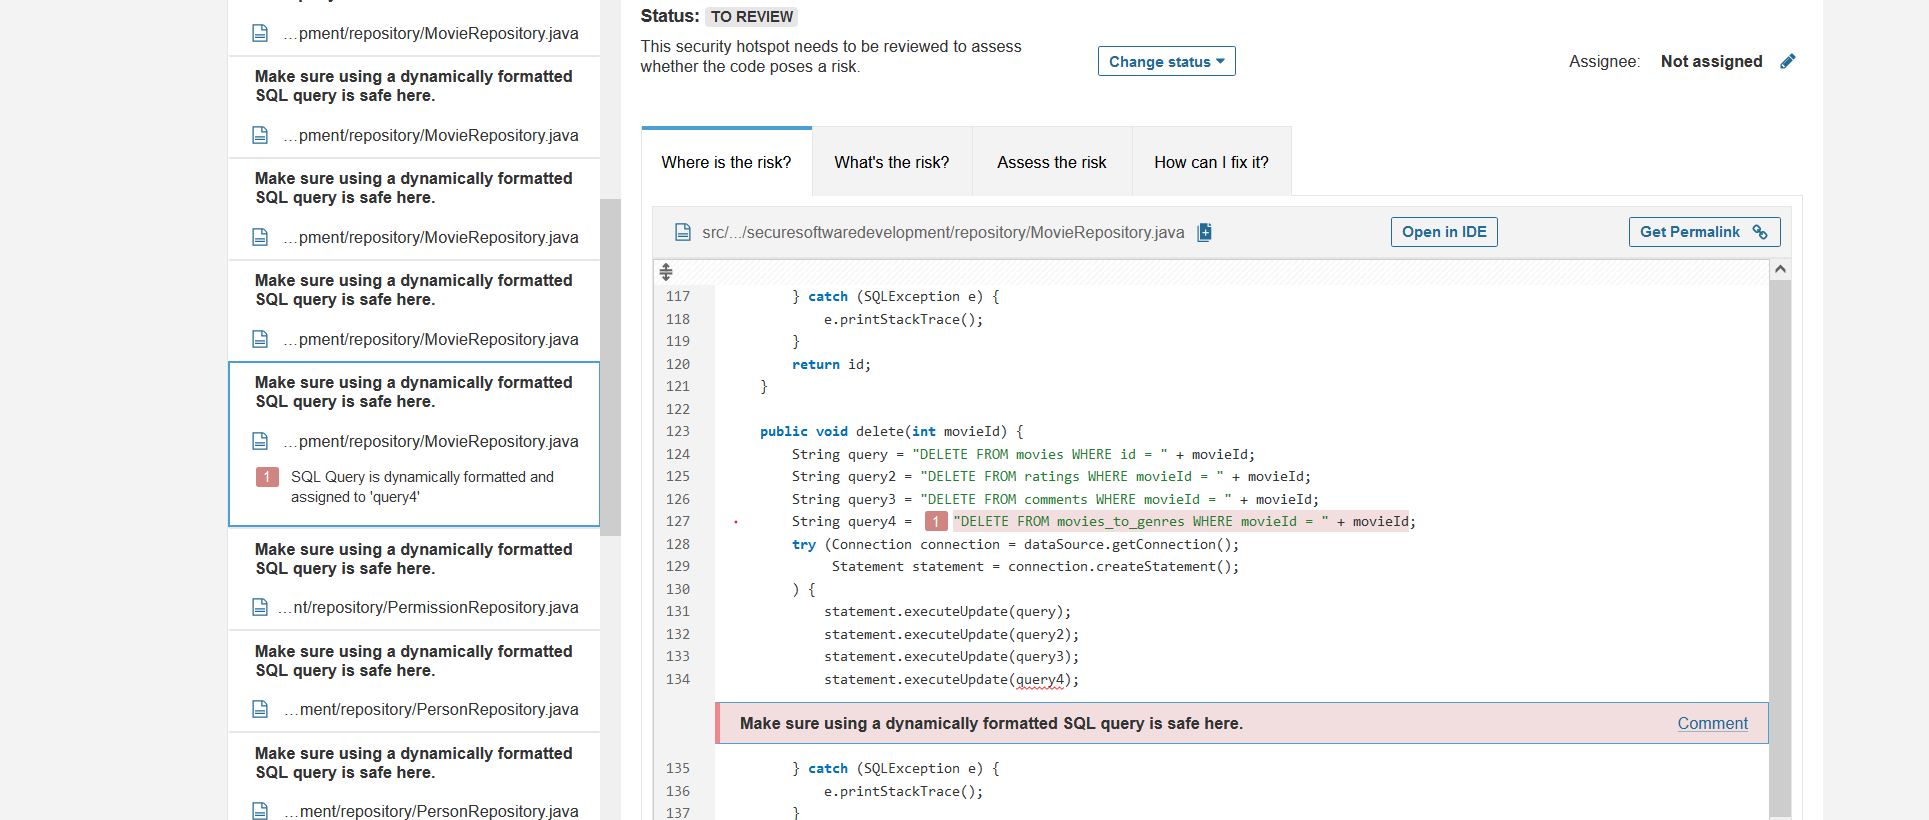 …pment/repository/MovieRepository.java
Make sure using a dynamically formatted
SQL query is safe here.
…pment/repository/MovieRepository.java
Make sure using a dynamically formatted
SQL query is safe here.
…pment/repository/MovieRepository.java
Make sure using a dynamically formatted
SQL query is safe here.
…pment/repository/MovieRepository.java
Make sure using a dynamically formatted
SQL query is safe here.
…pment/repository/MovieRepository.java
1 SQL Query is dynamically formatted and
assigned to 'query4'
Make sure using a dynamically formatted
SQL query is safe here.
…nt/repository/PermissionRepository.java
Make sure using a dynamically formatted
SQL query is safe here.
…ment/repository/PersonRepository.java
Make sure using a dynamically formatted
SQL query is safe here.
…ment/repository/PersonRepository.java
Status: TO REVIEW
This security hotspot needs to be reviewed to assess
whether the code poses a risk.
Change status
Assignee: Not assigned
Where is the risk? What's the risk? Assess the risk How can I fix it?
src/.../securesoftwaredevelopment/repository/MovieRepository.java Open in IDE Get Permalink
117 } catch (SQLException e) {
118 e.printStackTrace();
119 }
120 return id;
121 }
122
123 public void delete(int movieId) {
124 String query = "DELETE FROM movies WHERE id = " + movieId;
125 String query2 = "DELETE FROM ratings WHERE movieId = " + movieId;
126 String query3 = "DELETE FROM comments WHERE movieId = " + movieId;
127 String query4 = 1 "DELETE FROM movies_to_genres WHERE movieId = " + movieId;
128 try (Connection connection = dataSource.getConnection();
129 Statement statement = connection.createStatement();
130 ) {
131 statement.executeUpdate(query);
132 statement.executeUpdate(query2);
133 statement.executeUpdate(query3);
134 statement.executeUpdate(query4);
Make sure using a dynamically formatted SQL query is safe here. Comment
135 } catch (SQLException e) {
136 e.printStackTrace();
137 }